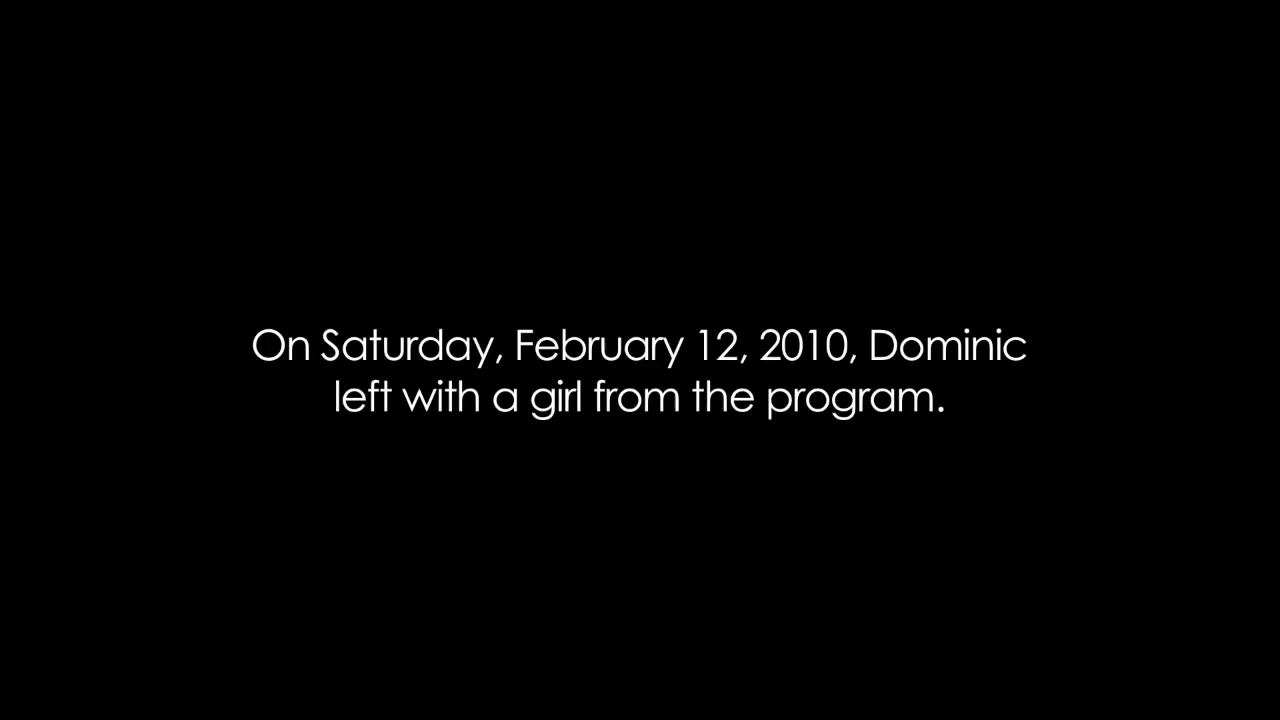 On Saturday, February 12, 2010, Dominic
left with a girl from the program.